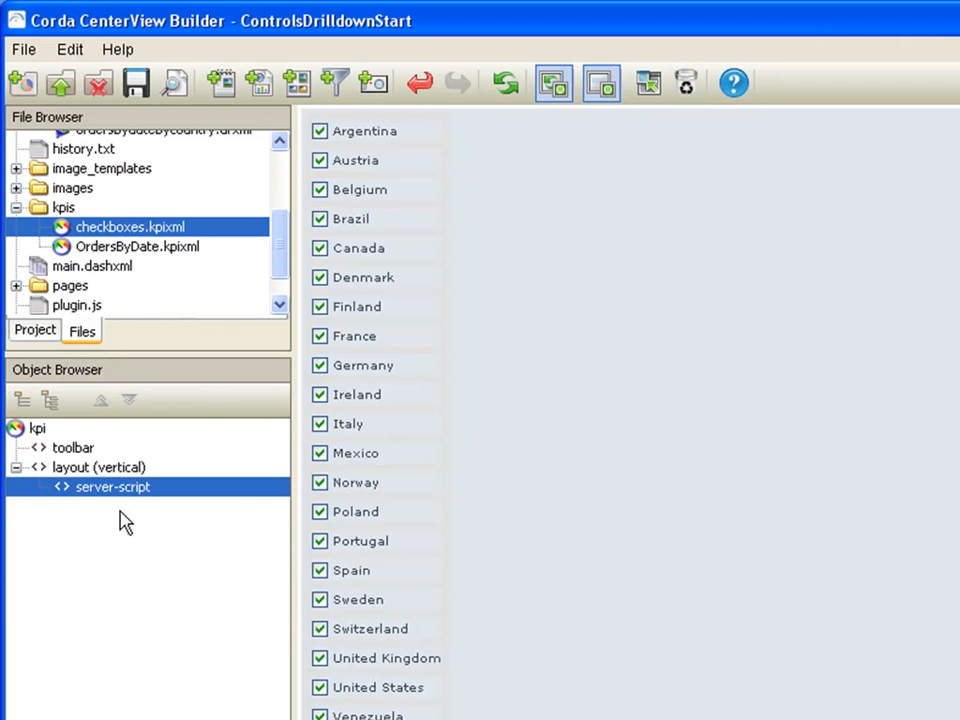 Corda CenterView Builder - ControlsDrilldownStart
File Edit Help
File Browser
ordersByDateByCountry.drxml
history.txt
image_templates
images
kpis
checkboxes.kpixml
OrdersByDate.kpixml
main.dashxml
pages
plugin.js
Project Files
Object Browser
kpi
<> toolbar
<> layout (vertical)
<> server-script
Argentina
Austria
Belgium
Brazil
Canada
Denmark
Finland
France
Germany
Ireland
Italy
Mexico
Norway
Poland
Portugal
Spain
Sweden
Switzerland
United Kingdom
United States
Venezuela